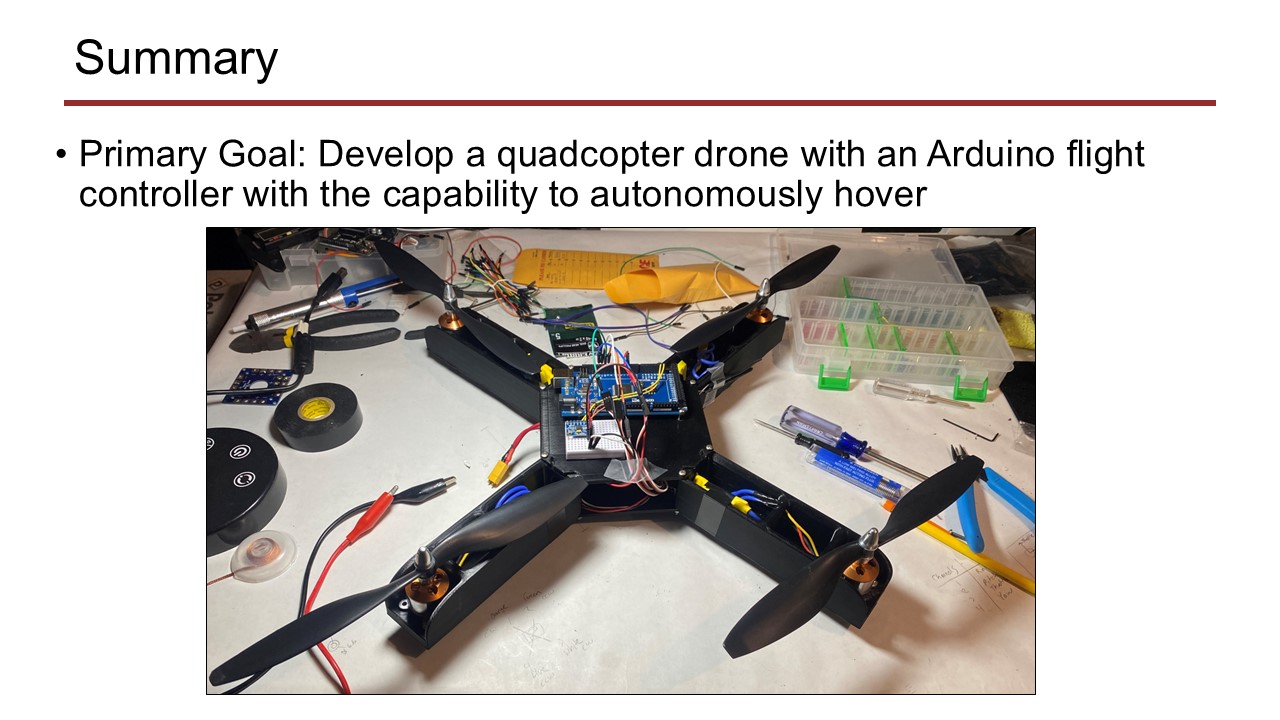 Summary
• Primary Goal: Develop a quadcopter drone with an Arduino flight
controller with the capability to autonomously hover